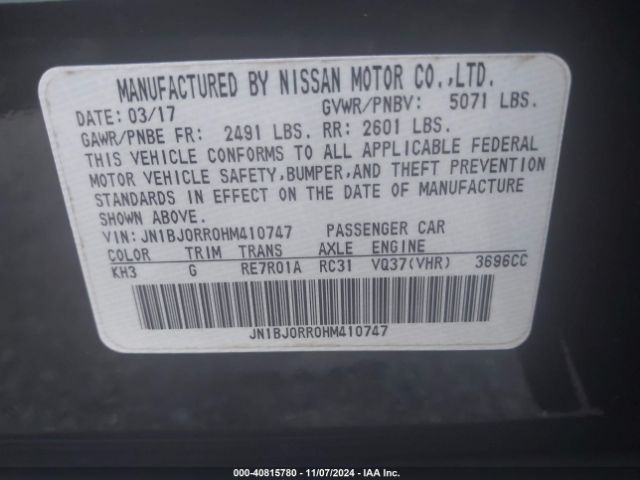 MANUFACTURED BY NISSAN MOTOR CO.,LTD.
DATE: 03/17 GVWR/PNBV: 5071 LBS.
GAWR/PNBE FR: 2491 LBS. RR: 2601 LBS.
THIS VEHICLE CONFORMS TO ALL APPLICABLE FEDERAL
MOTOR VEHICLE SAFETY,BUMPER,AND THEFT PREVENTION
STANDARDS IN EFFECT ON THE DATE OF MANUFACTURE
SHOWN ABOVE.
VIN:JN1BJ0RR0HM410747 PASSENGER CAR
COLOR TRIM TRANS AXLE ENGINE
KH3 G RE7R01A RC31 VQ37(VHR) 3696CC
JN1BJ0RR0HM410747
000-40815780 - 11/07/2024 - IAA Inc.